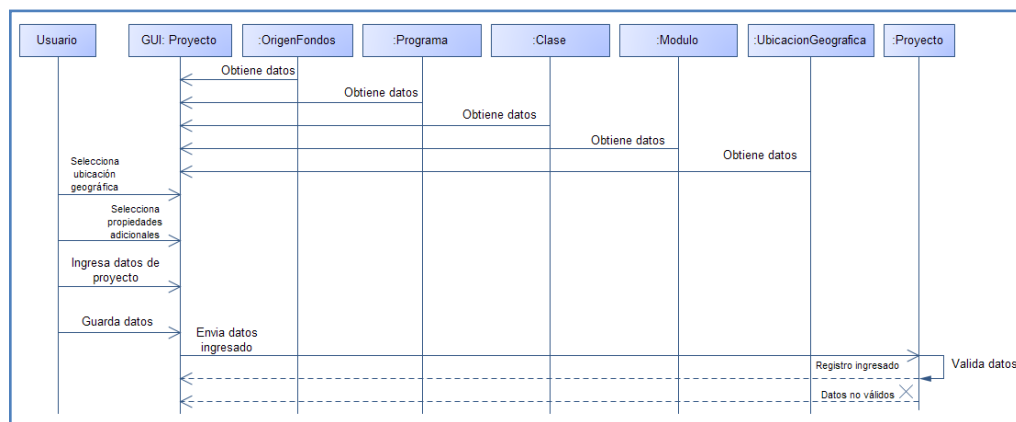 Usuario
GUI: Proyecto
:OrigenFondos
:Programa
:Clase
:Modulo
:UbicacionGeografica
:Proyecto
Obtiene datos
Obtiene datos
Obtiene datos
Obtiene datos
Obtiene datos
Selecciona
ubicación
geográfica
Selecciona
propiedades
adicionales
Ingresa datos de
proyecto
Guarda datos
Envia datos
ingresado
Registro ingresado
Valida datos
Datos no válidos